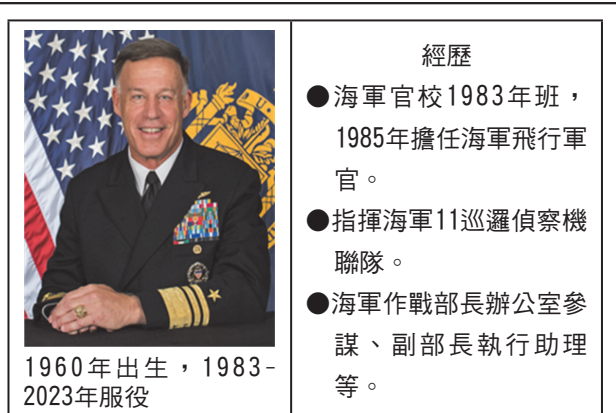 1960年出生，1983-
2023年服役
經歷
●海軍官校1983年班，
1985年擔任海軍飛行軍
官。
●指揮海軍11巡邏偵察機
聯隊。
●海軍作戰部長辦公室參
謀、副部長執行助理
等。